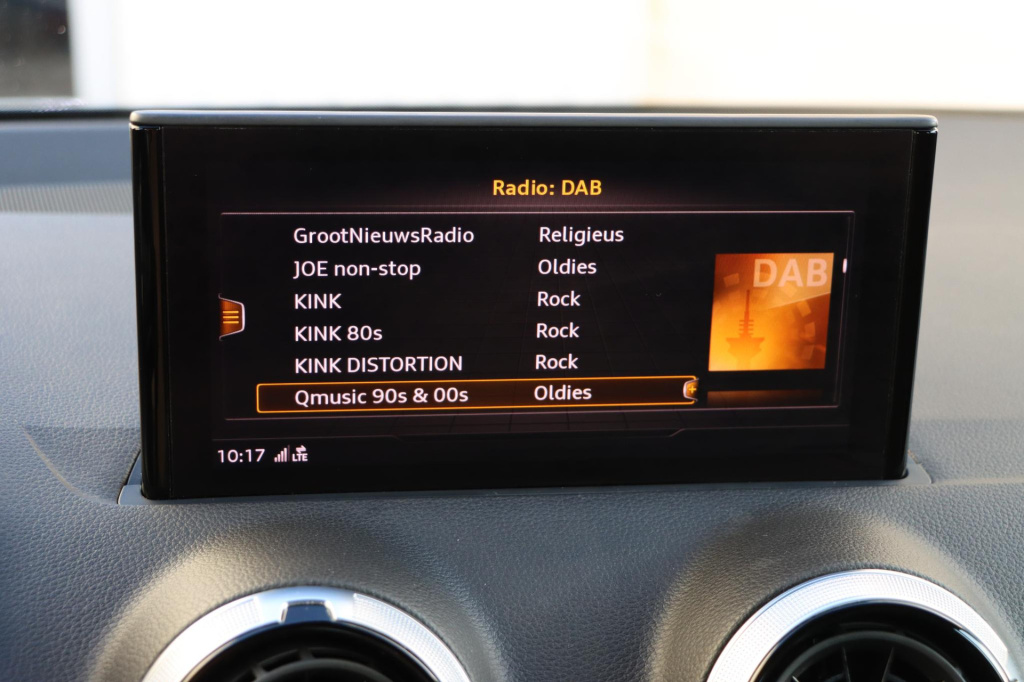 Radio: DAB
GrootNieuwsRadio Religieus
JOE non-stop Oldies
KINK Rock
KINK 80s Rock
KINK DISTORTION Rock
Qmusic 90s & 00s Oldies
DAB
10:17 LTE